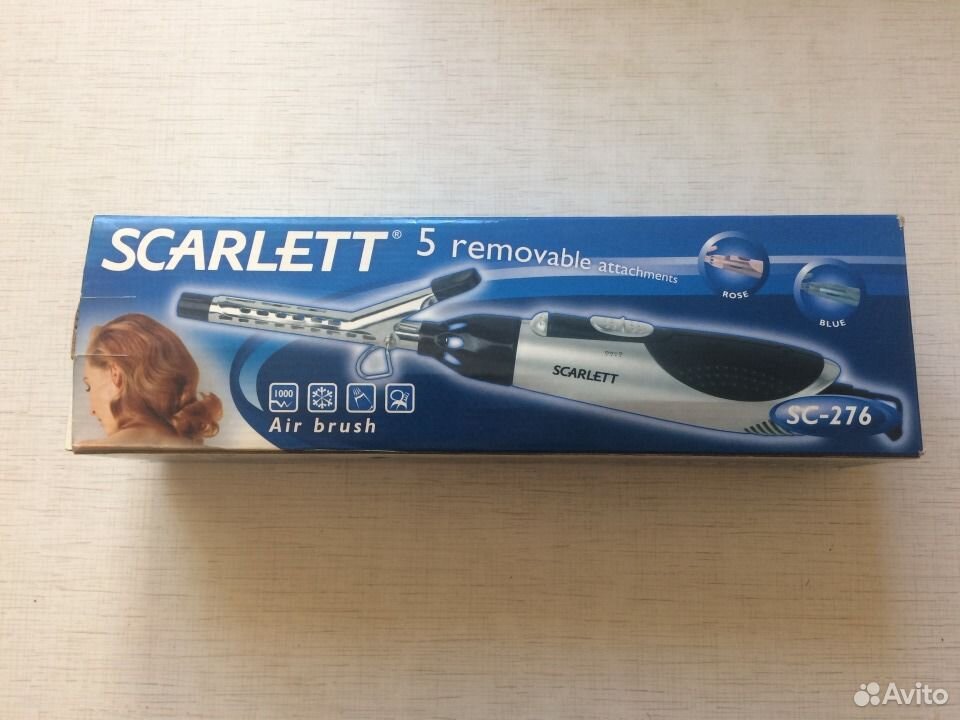 SCARLETT® 5 removable attachments
ROSE
BLUE
SCARLETT
1000
Air brush
SC-276
Avito